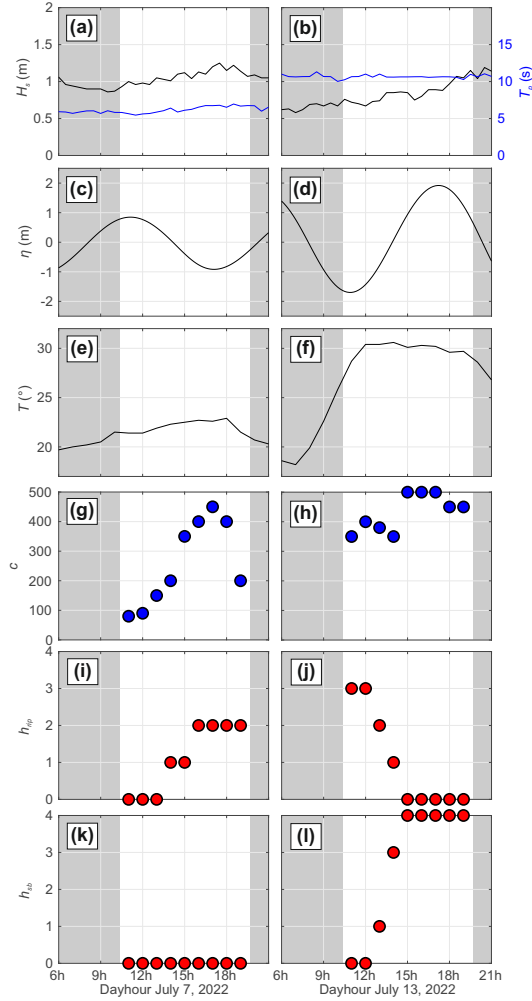 (a)
(b)
2
1.5
1
0.5
0
H_s (m)
15
10
5
0
T_p (s)
(c)
(d)
2
1
0
-1
-2
η (m)
(e)
(f)
30
25
20
T (°)
(g)
(h)
500
400
300
200
100
0
c
(i)
(j)
4
3
2
1
0
h_rip
(k)
(l)
4
3
2
1
0
h_sb
6h 9h 12h 15h 18h 6h 9h 12h 15h 18h 21h
Dayhour July 7, 2022
Dayhour July 13, 2022